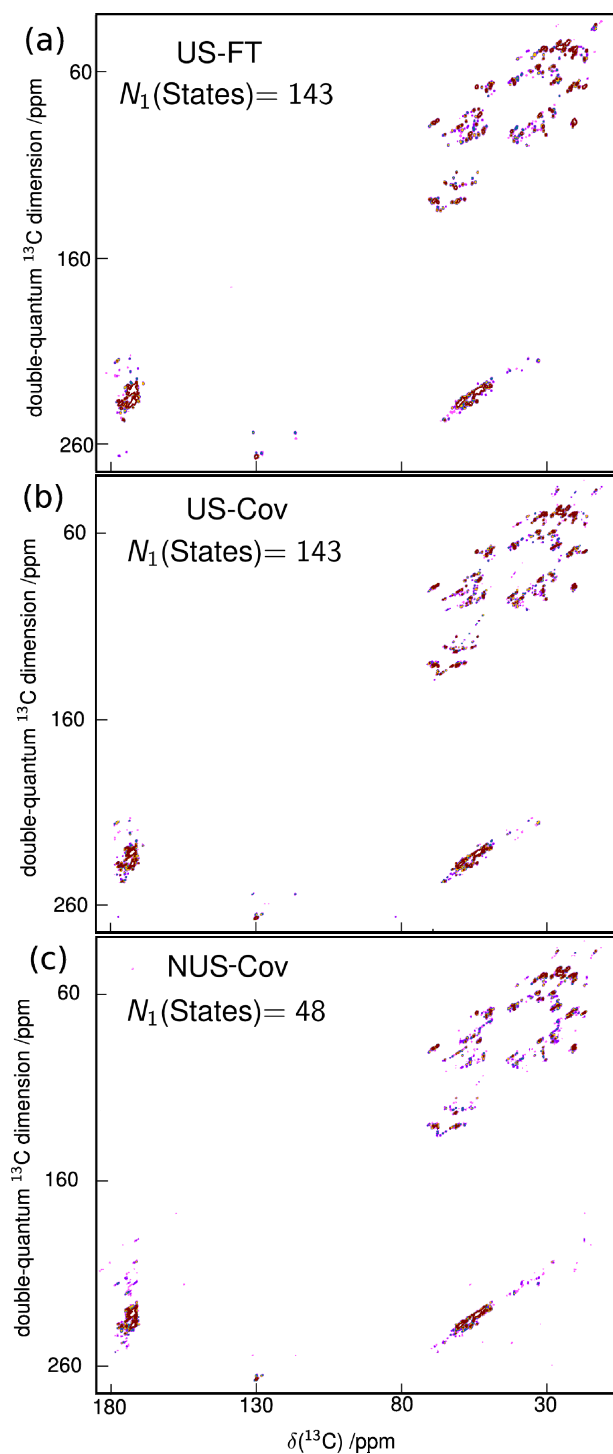 (a)
US-FT
N₁(States)= 143
60
160
260
double-quantum ¹³C dimension /ppm
(b)
US-Cov
N₁(States)= 143
60
160
260
double-quantum ¹³C dimension /ppm
(c)
NUS-Cov
N₁(States)= 48
60
160
260
double-quantum ¹³C dimension /ppm
180 130 80 30
δ(¹³C) /ppm